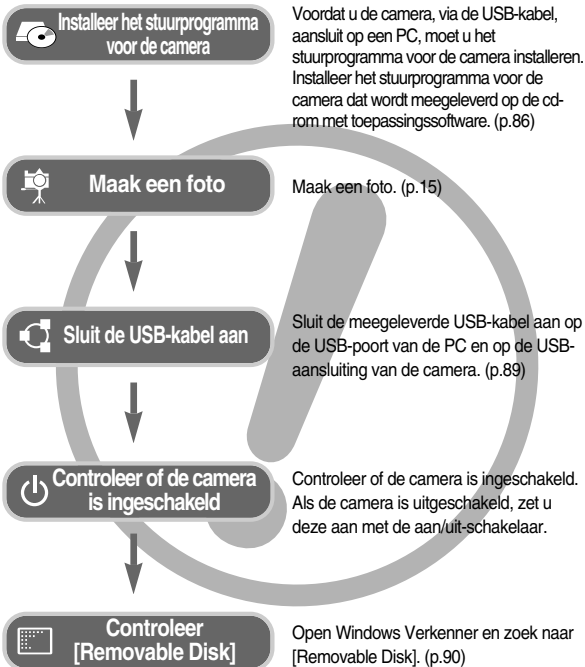 Installeer het stuurprogramma
voor de camera
Voordat u de camera, via de USB-kabel,
aansluit op een PC, moet u het
stuurprogramma voor de camera installeren.
Installeer het stuurprogramma voor de
camera dat wordt meegeleverd op de cd-
rom met toepassingssoftware. (p.86)
Maak een foto
Maak een foto. (p.15)
Sluit de USB-kabel aan
Sluit de meegeleverde USB-kabel aan op
de USB-poort van de PC en op de USB-
aansluiting van de camera. (p.89)
Controleer of de camera
is ingeschakeld
Controleer of de camera is ingeschakeld.
Als de camera is uitgeschakeld, zet u
deze aan met de aan/uit-schakelaar.
Controleer
[Removable Disk]
Open Windows Verkenner en zoek naar
[Removable Disk]. (p.90)